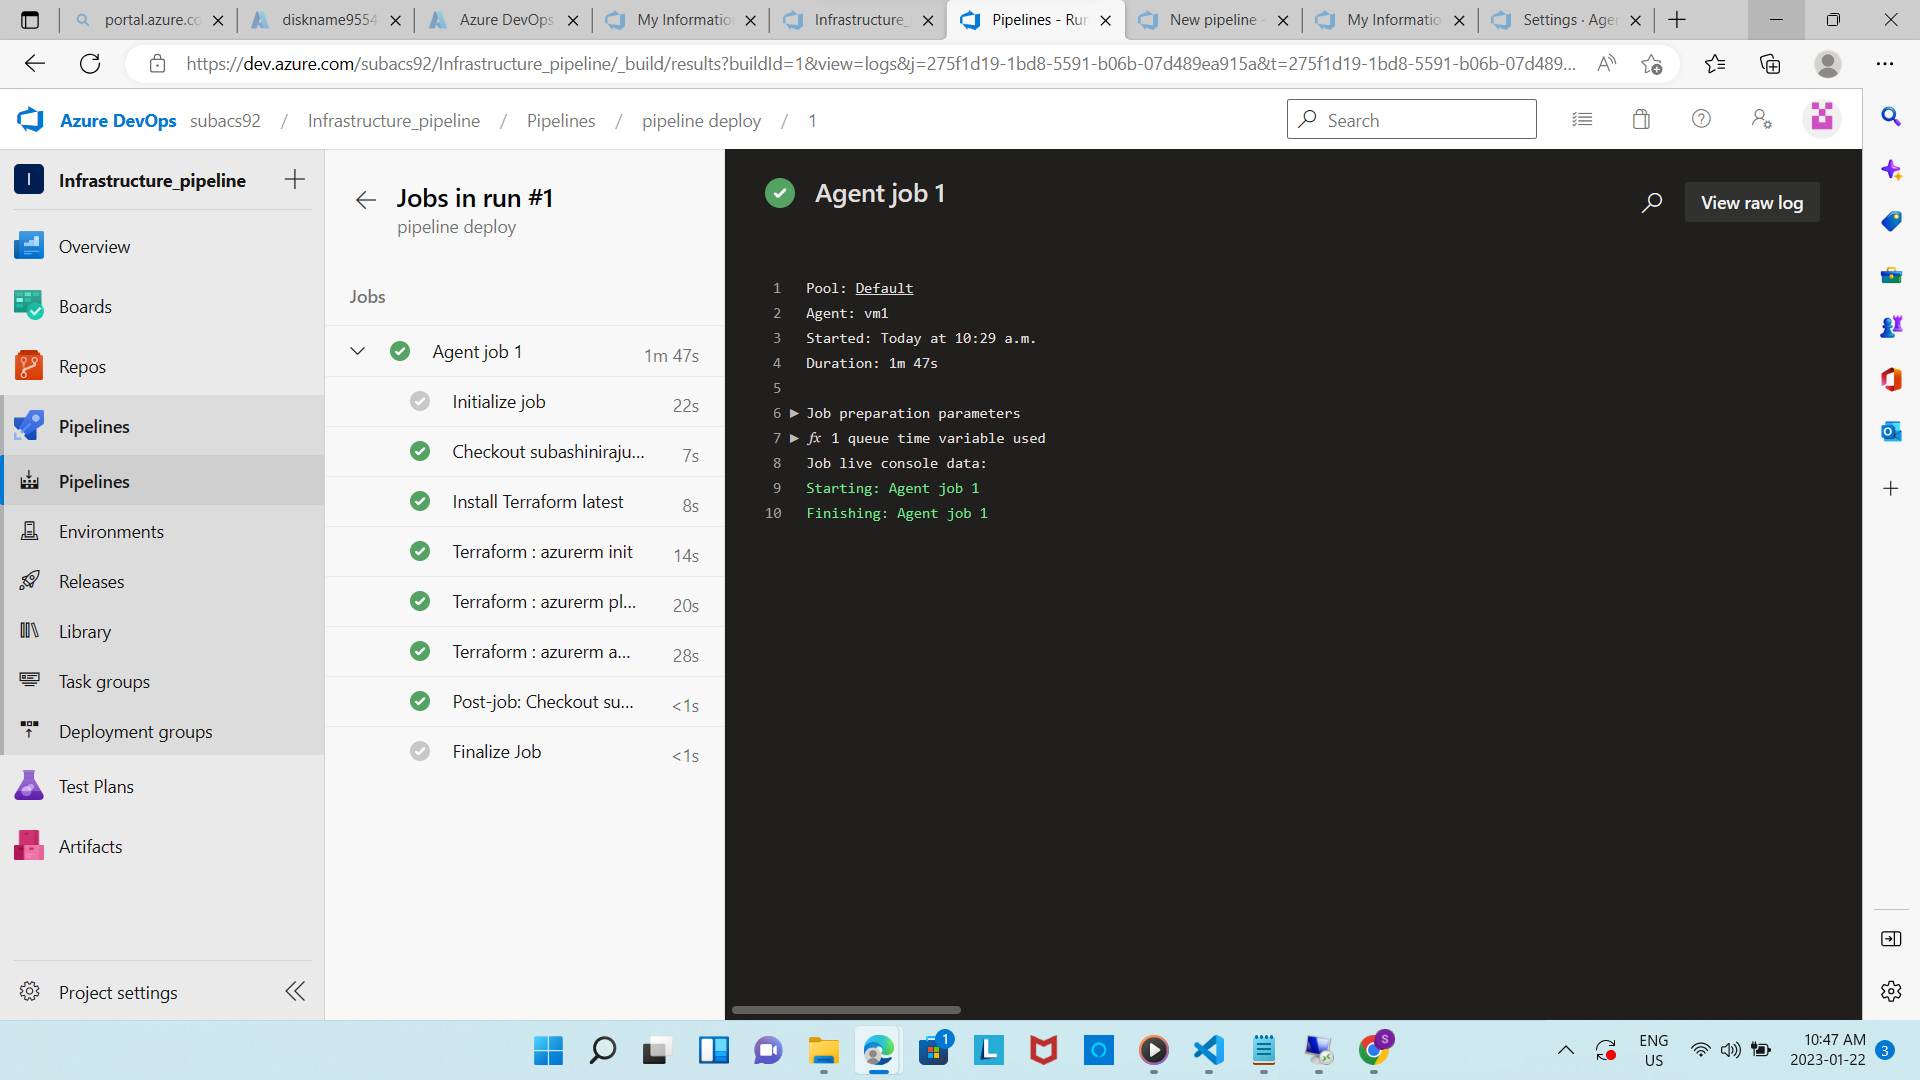 portal.azure.co
diskname9554
Azure DevOps
My Informatio
Infrastructure_
Pipelines - Run
New pipeline -
My Informatio
Settings · Agen
https://dev.azure.com/subacs92/Infrastructure_pipeline/_build/results?buildId=1&view=logs&j=275f1d19-1bd8-5591-b06b-07d489ea915a&t=275f1d19-1bd8-5591-b06b-07d489...
Azure DevOps subacs92 / Infrastructure_pipeline / Pipelines / pipeline deploy / 1
Search
I Infrastructure_pipeline
Overview
Boards
Repos
Pipelines
Pipelines
Environments
Releases
Library
Task groups
Deployment groups
Test Plans
Artifacts
Project settings
Jobs in run #1
pipeline deploy
Jobs
Agent job 1 1m 47s
Initialize job 22s
Checkout subashiniraju... 7s
Install Terraform latest 8s
Terraform : azurerm init 14s
Terraform : azurerm pl... 20s
Terraform : azurerm a... 28s
Post-job: Checkout su... <1s
Finalize Job <1s
Agent job 1
View raw log
1 Pool: Default
2 Agent: vm1
3 Started: Today at 10:29 a.m.
4 Duration: 1m 47s
5
6 ▶ Job preparation parameters
7 ▶ fx 1 queue time variable used
8 Job live console data:
9 Starting: Agent job 1
10 Finishing: Agent job 1
1
L
S
ENG
US
10:47 AM
2023-01-22
3